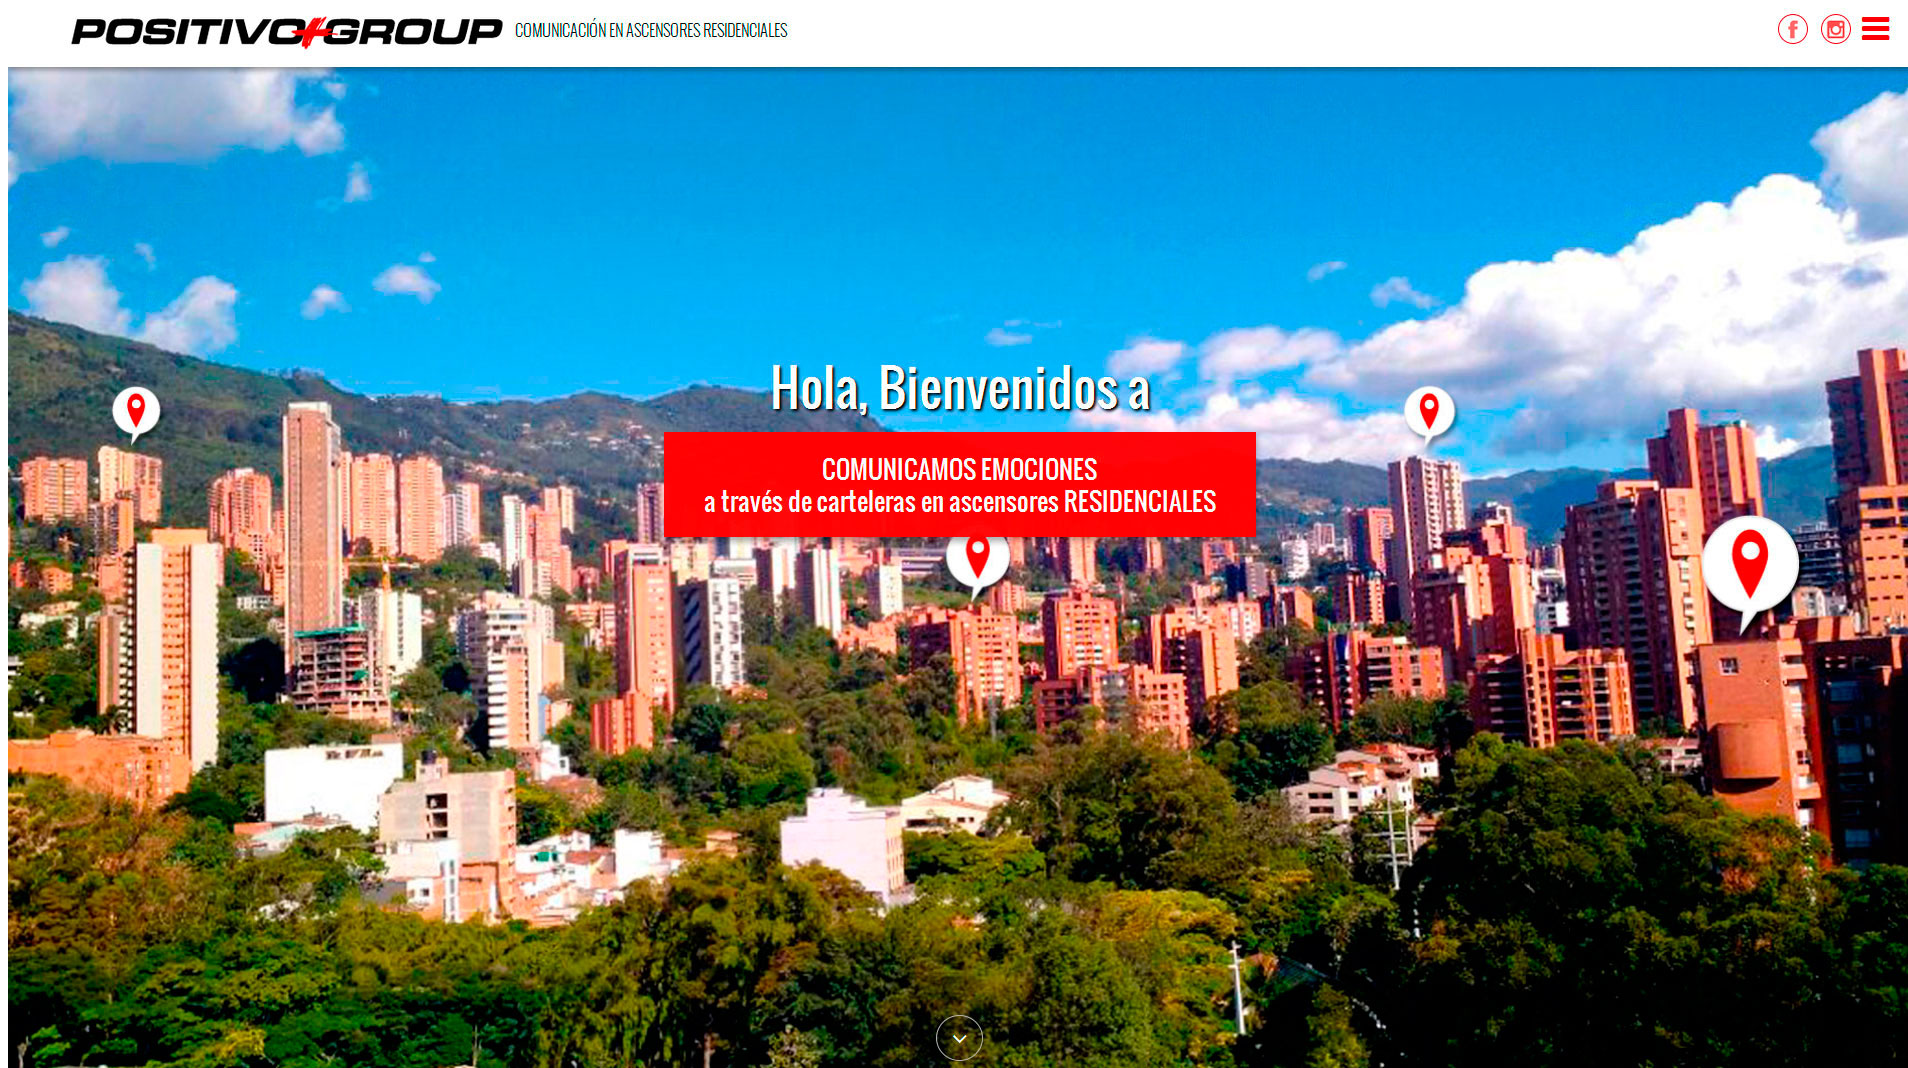 POSITIVO+GROUP
COMUNICACIÓN EN ASCENSORES RESIDENCIALES
Hola, Bienvenidos a
COMUNICAMOS EMOCIONES
a través de carteleras en ascensores RESIDENCIALES